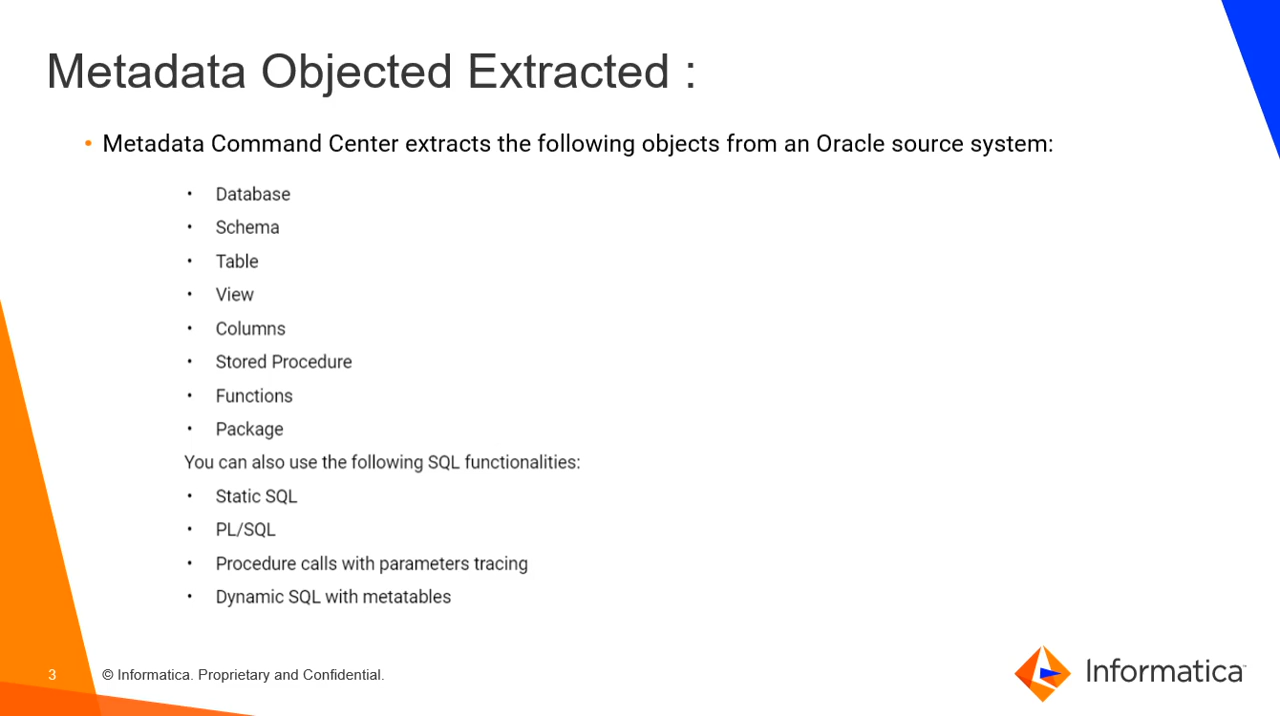 Metadata Objected Extracted :
• Metadata Command Center extracts the following objects from an Oracle source system:
• Database
• Schema
• Table
• View
• Columns
• Stored Procedure
• Functions
• Package
You can also use the following SQL functionalities:
• Static SQL
• PL/SQL
• Procedure calls with parameters tracing
• Dynamic SQL with metatables
3
© Informatica. Proprietary and Confidential.
Informatica™